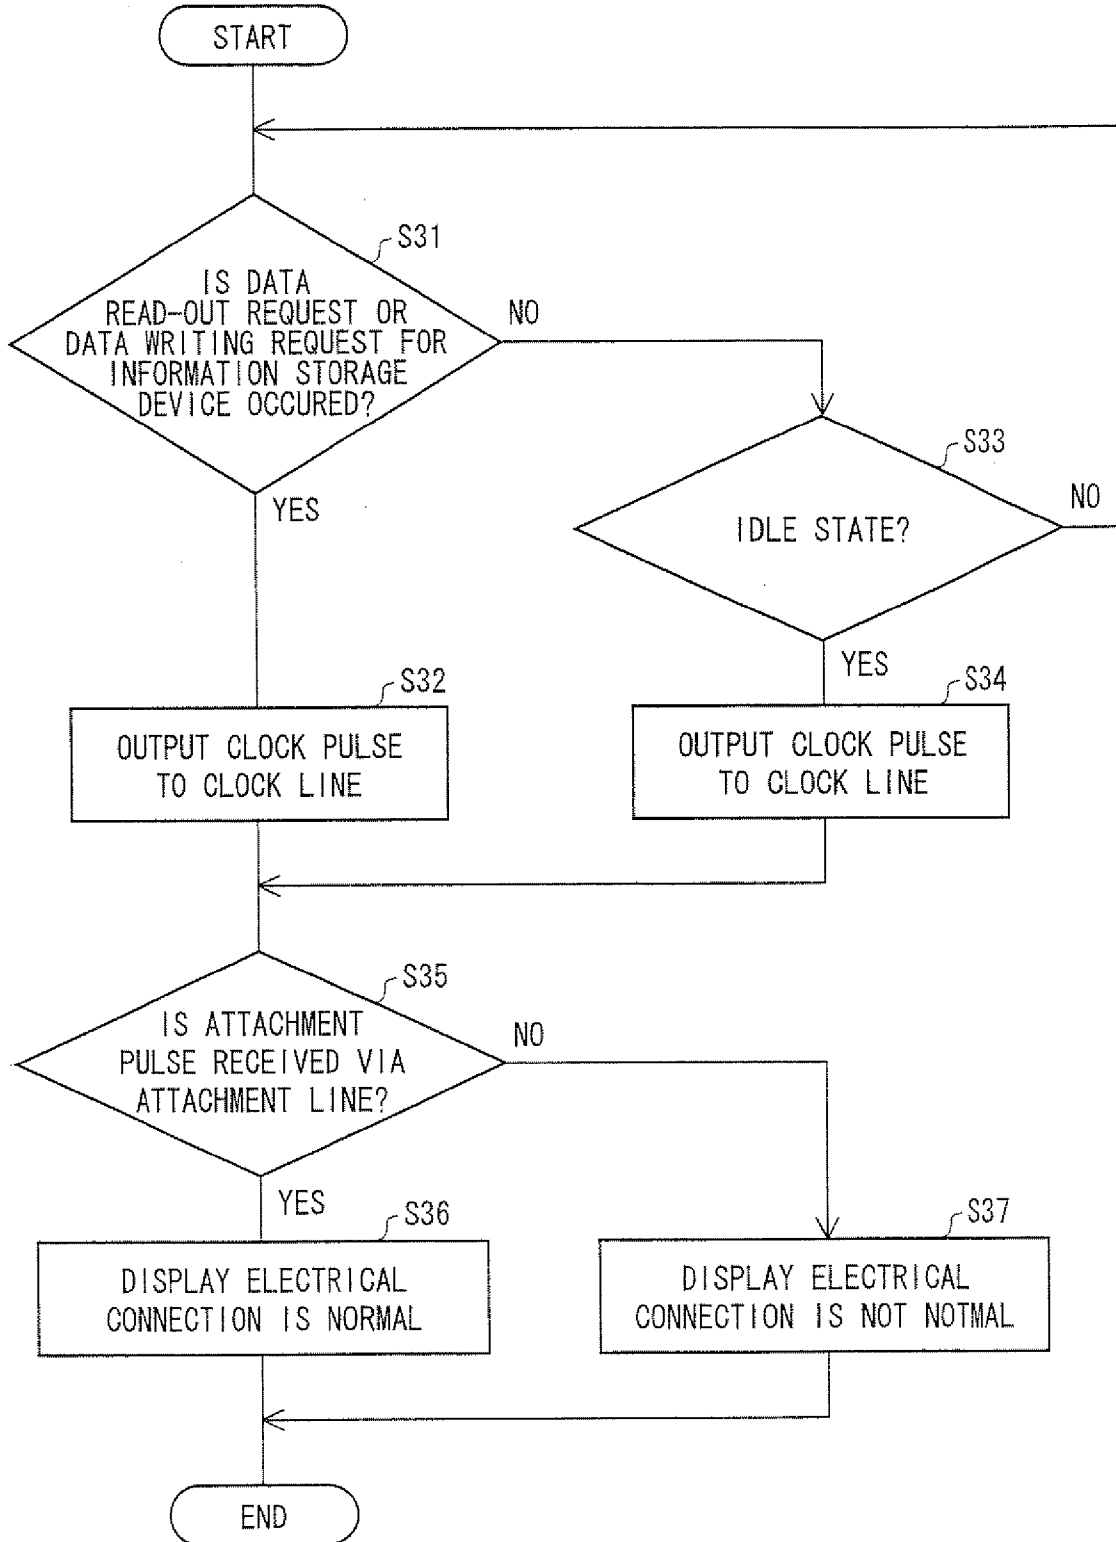 START
S31
IS DATA
READ-OUT REQUEST OR
DATA WRITING REQUEST FOR
INFORMATION STORAGE
DEVICE OCCURED?
NO
YES
S33
IDLE STATE?
NO
YES
S32
OUTPUT CLOCK PULSE
TO CLOCK LINE
S34
OUTPUT CLOCK PULSE
TO CLOCK LINE
S35
IS ATTACHMENT
PULSE RECEIVED VIA
ATTACHMENT LINE?
NO
YES
S36
DISPLAY ELECTRICAL
CONNECTION IS NORMAL
S37
DISPLAY ELECTRICAL
CONNECTION IS NOT NOTMAL
END